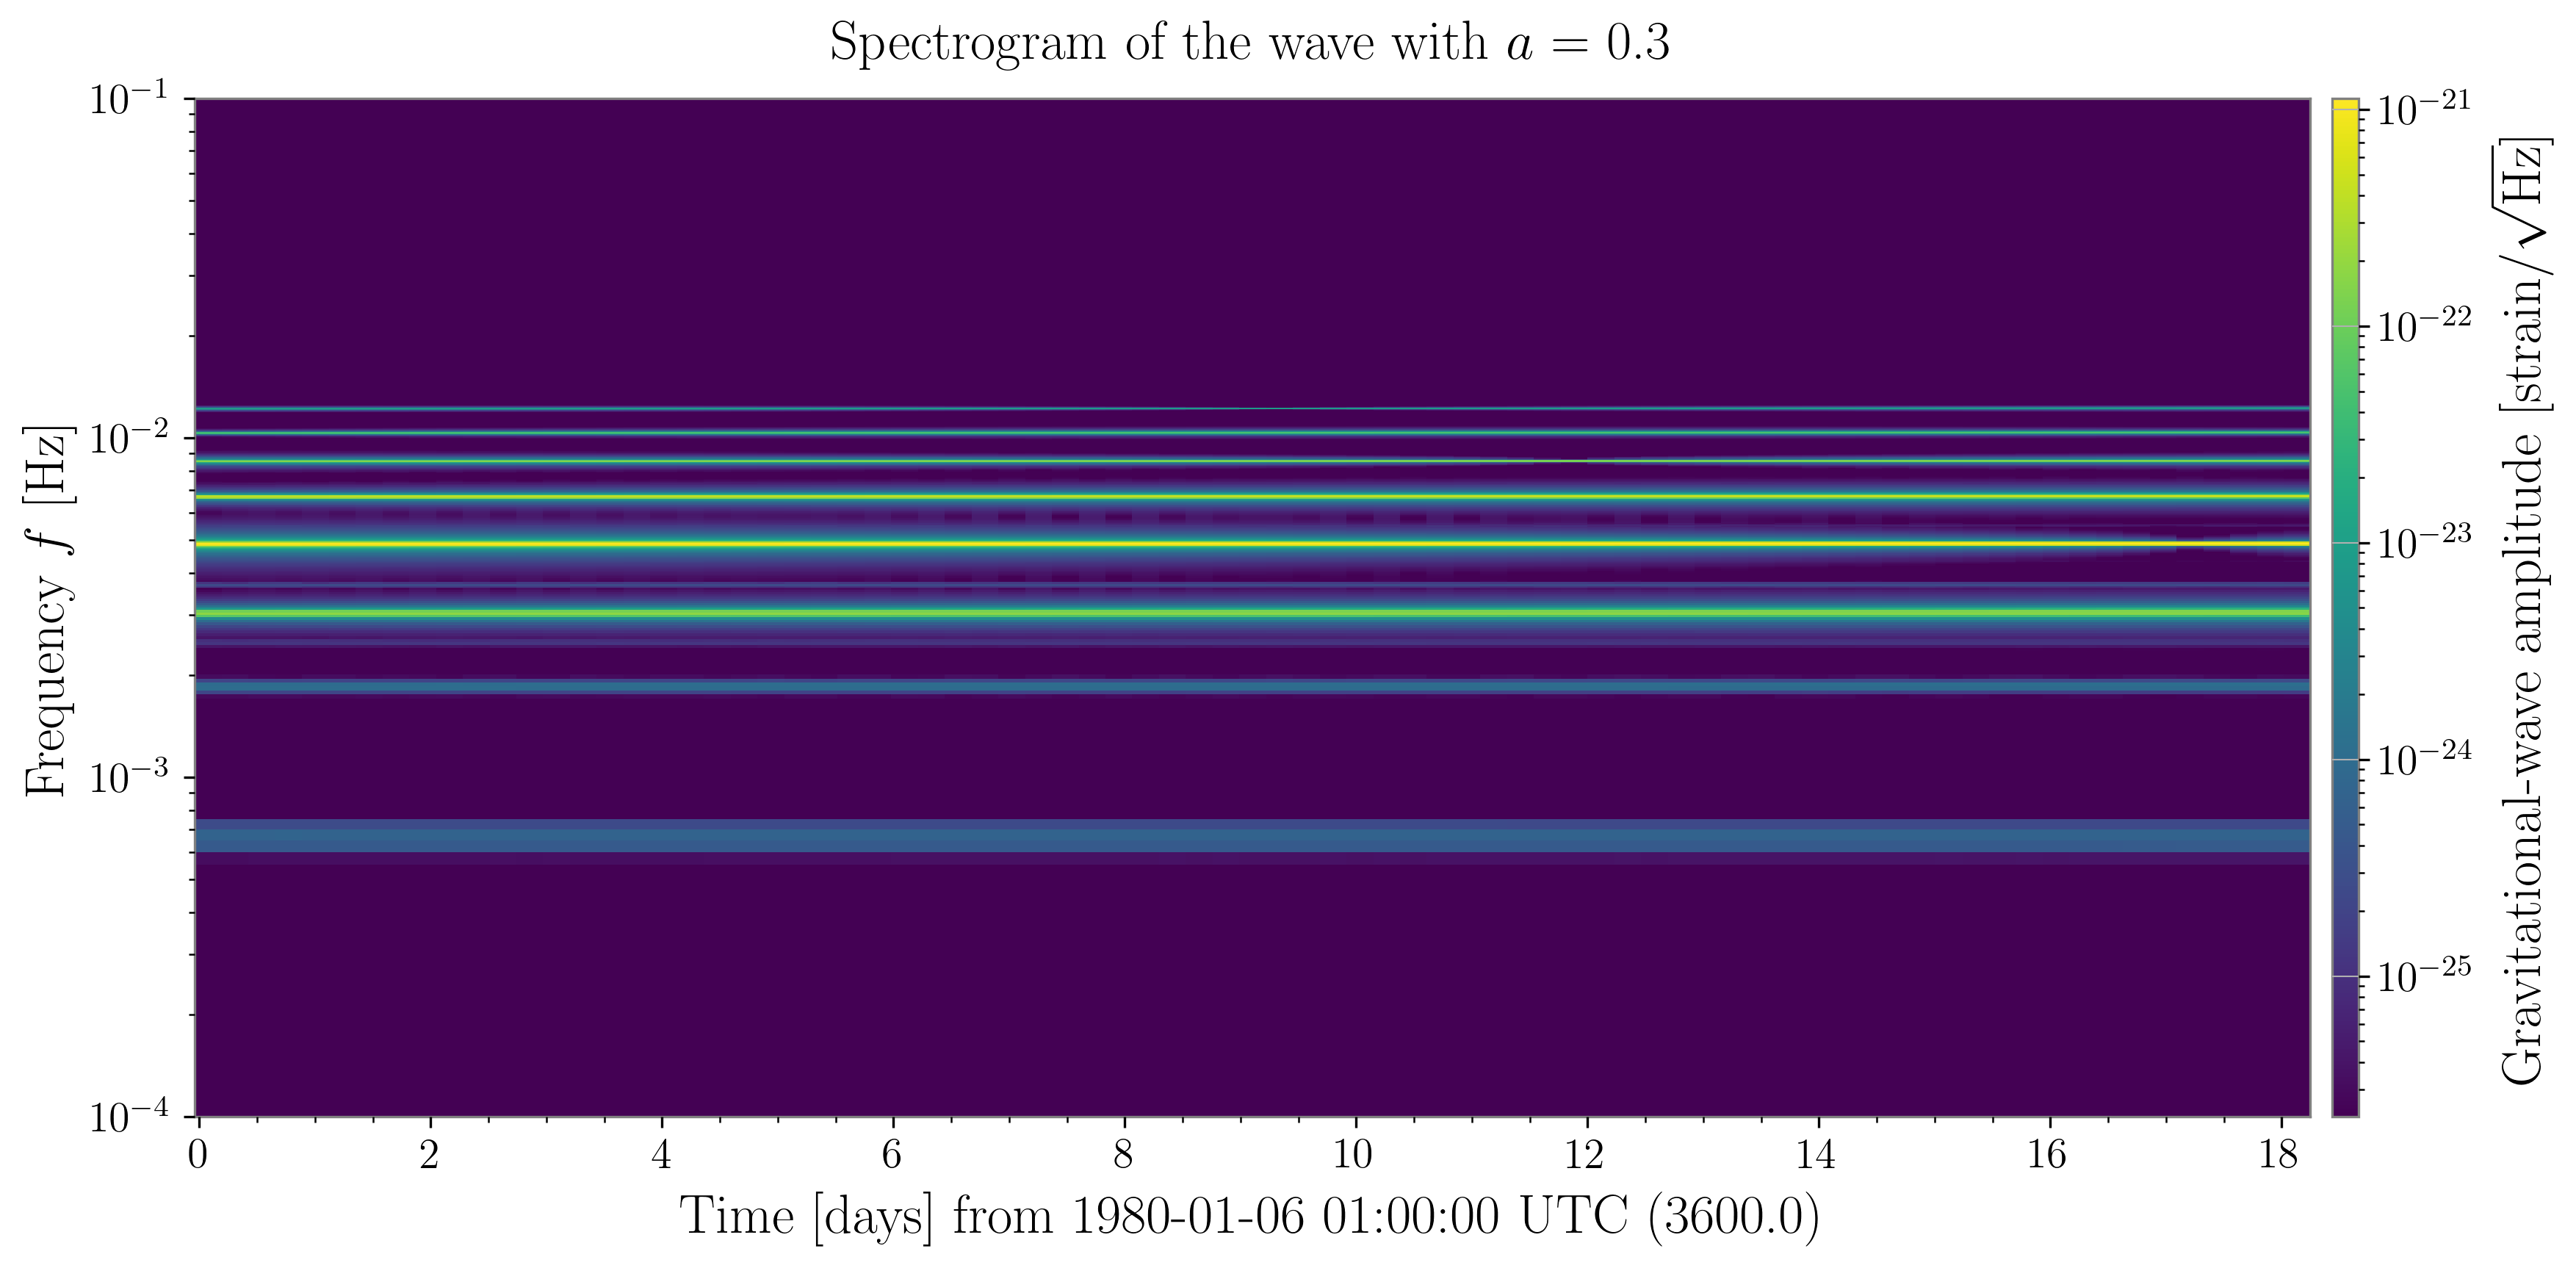 Spectrogram of the wave with a = 0.3
Frequency f [Hz]
10⁻¹
10⁻²
10⁻³
10⁻⁴
0 2 4 6 8 10 12 14 16 18
Time [days] from 1980-01-06 01:00:00 UTC (3600.0)
10⁻²¹
10⁻²²
10⁻²³
10⁻²⁴
10⁻²⁵
Gravitational-wave amplitude [strain/√Hz]